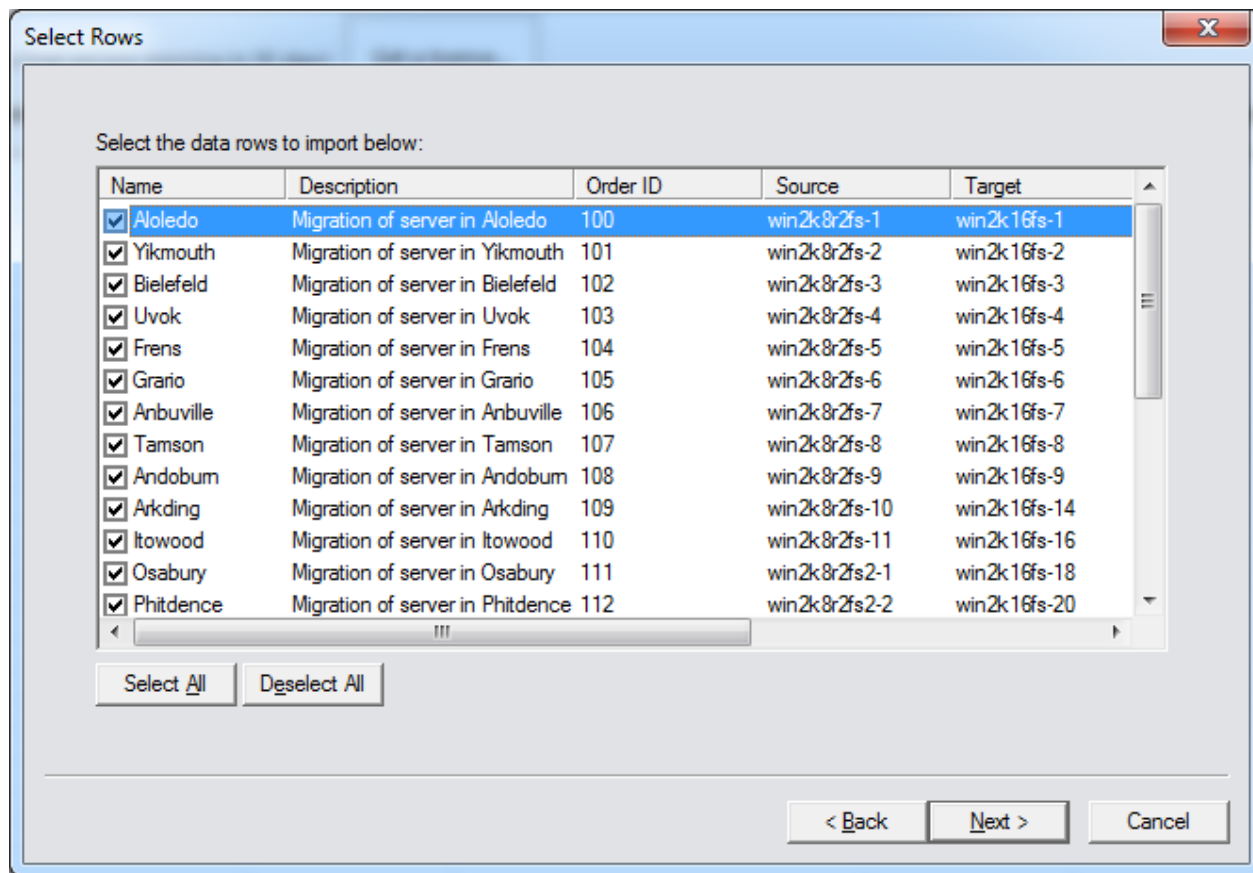 Select Rows
Select the data rows to import below:
Name Description Order ID Source Target
Aloledo Migration of server in Aloledo 100 win2k8r2fs-1 win2k16fs-1
Yikmouth Migration of server in Yikmouth 101 win2k8r2fs-2 win2k16fs-2
Bielefeld Migration of server in Bielefeld 102 win2k8r2fs-3 win2k16fs-3
Uvok Migration of server in Uvok 103 win2k8r2fs-4 win2k16fs-4
Frens Migration of server in Frens 104 win2k8r2fs-5 win2k16fs-5
Grario Migration of server in Grario 105 win2k8r2fs-6 win2k16fs-6
Anbuville Migration of server in Anbuville 106 win2k8r2fs-7 win2k16fs-7
Tamson Migration of server in Tamson 107 win2k8r2fs-8 win2k16fs-8
Andoburn Migration of server in Andoburn 108 win2k8r2fs-9 win2k16fs-9
Arkding Migration of server in Arkding 109 win2k8r2fs-10 win2k16fs-14
Itowood Migration of server in Itowood 110 win2k8r2fs-11 win2k16fs-16
Osabury Migration of server in Osabury 111 win2k8r2fs2-1 win2k16fs-18
Phitdence Migration of server in Phitdence 112 win2k8r2fs2-2 win2k16fs-20
Select All Deselect All
< Back Next > Cancel